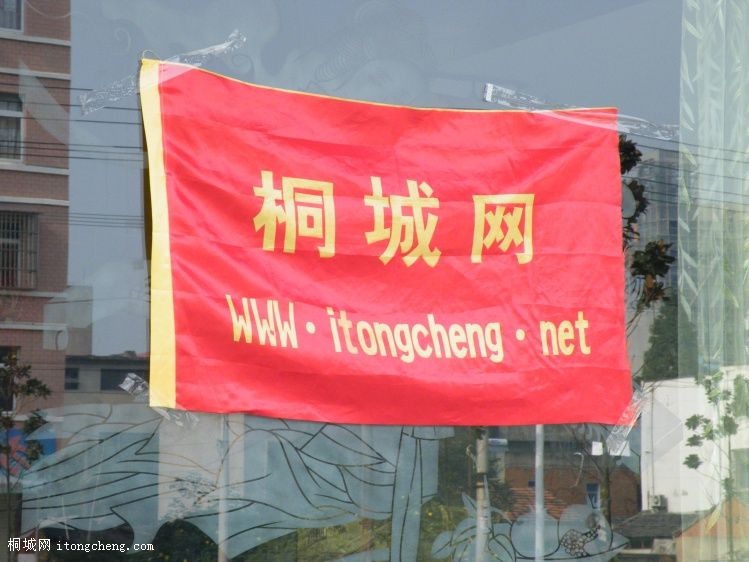 桐城网
WWW·itongcheng·net
桐城网 itongcheng.com